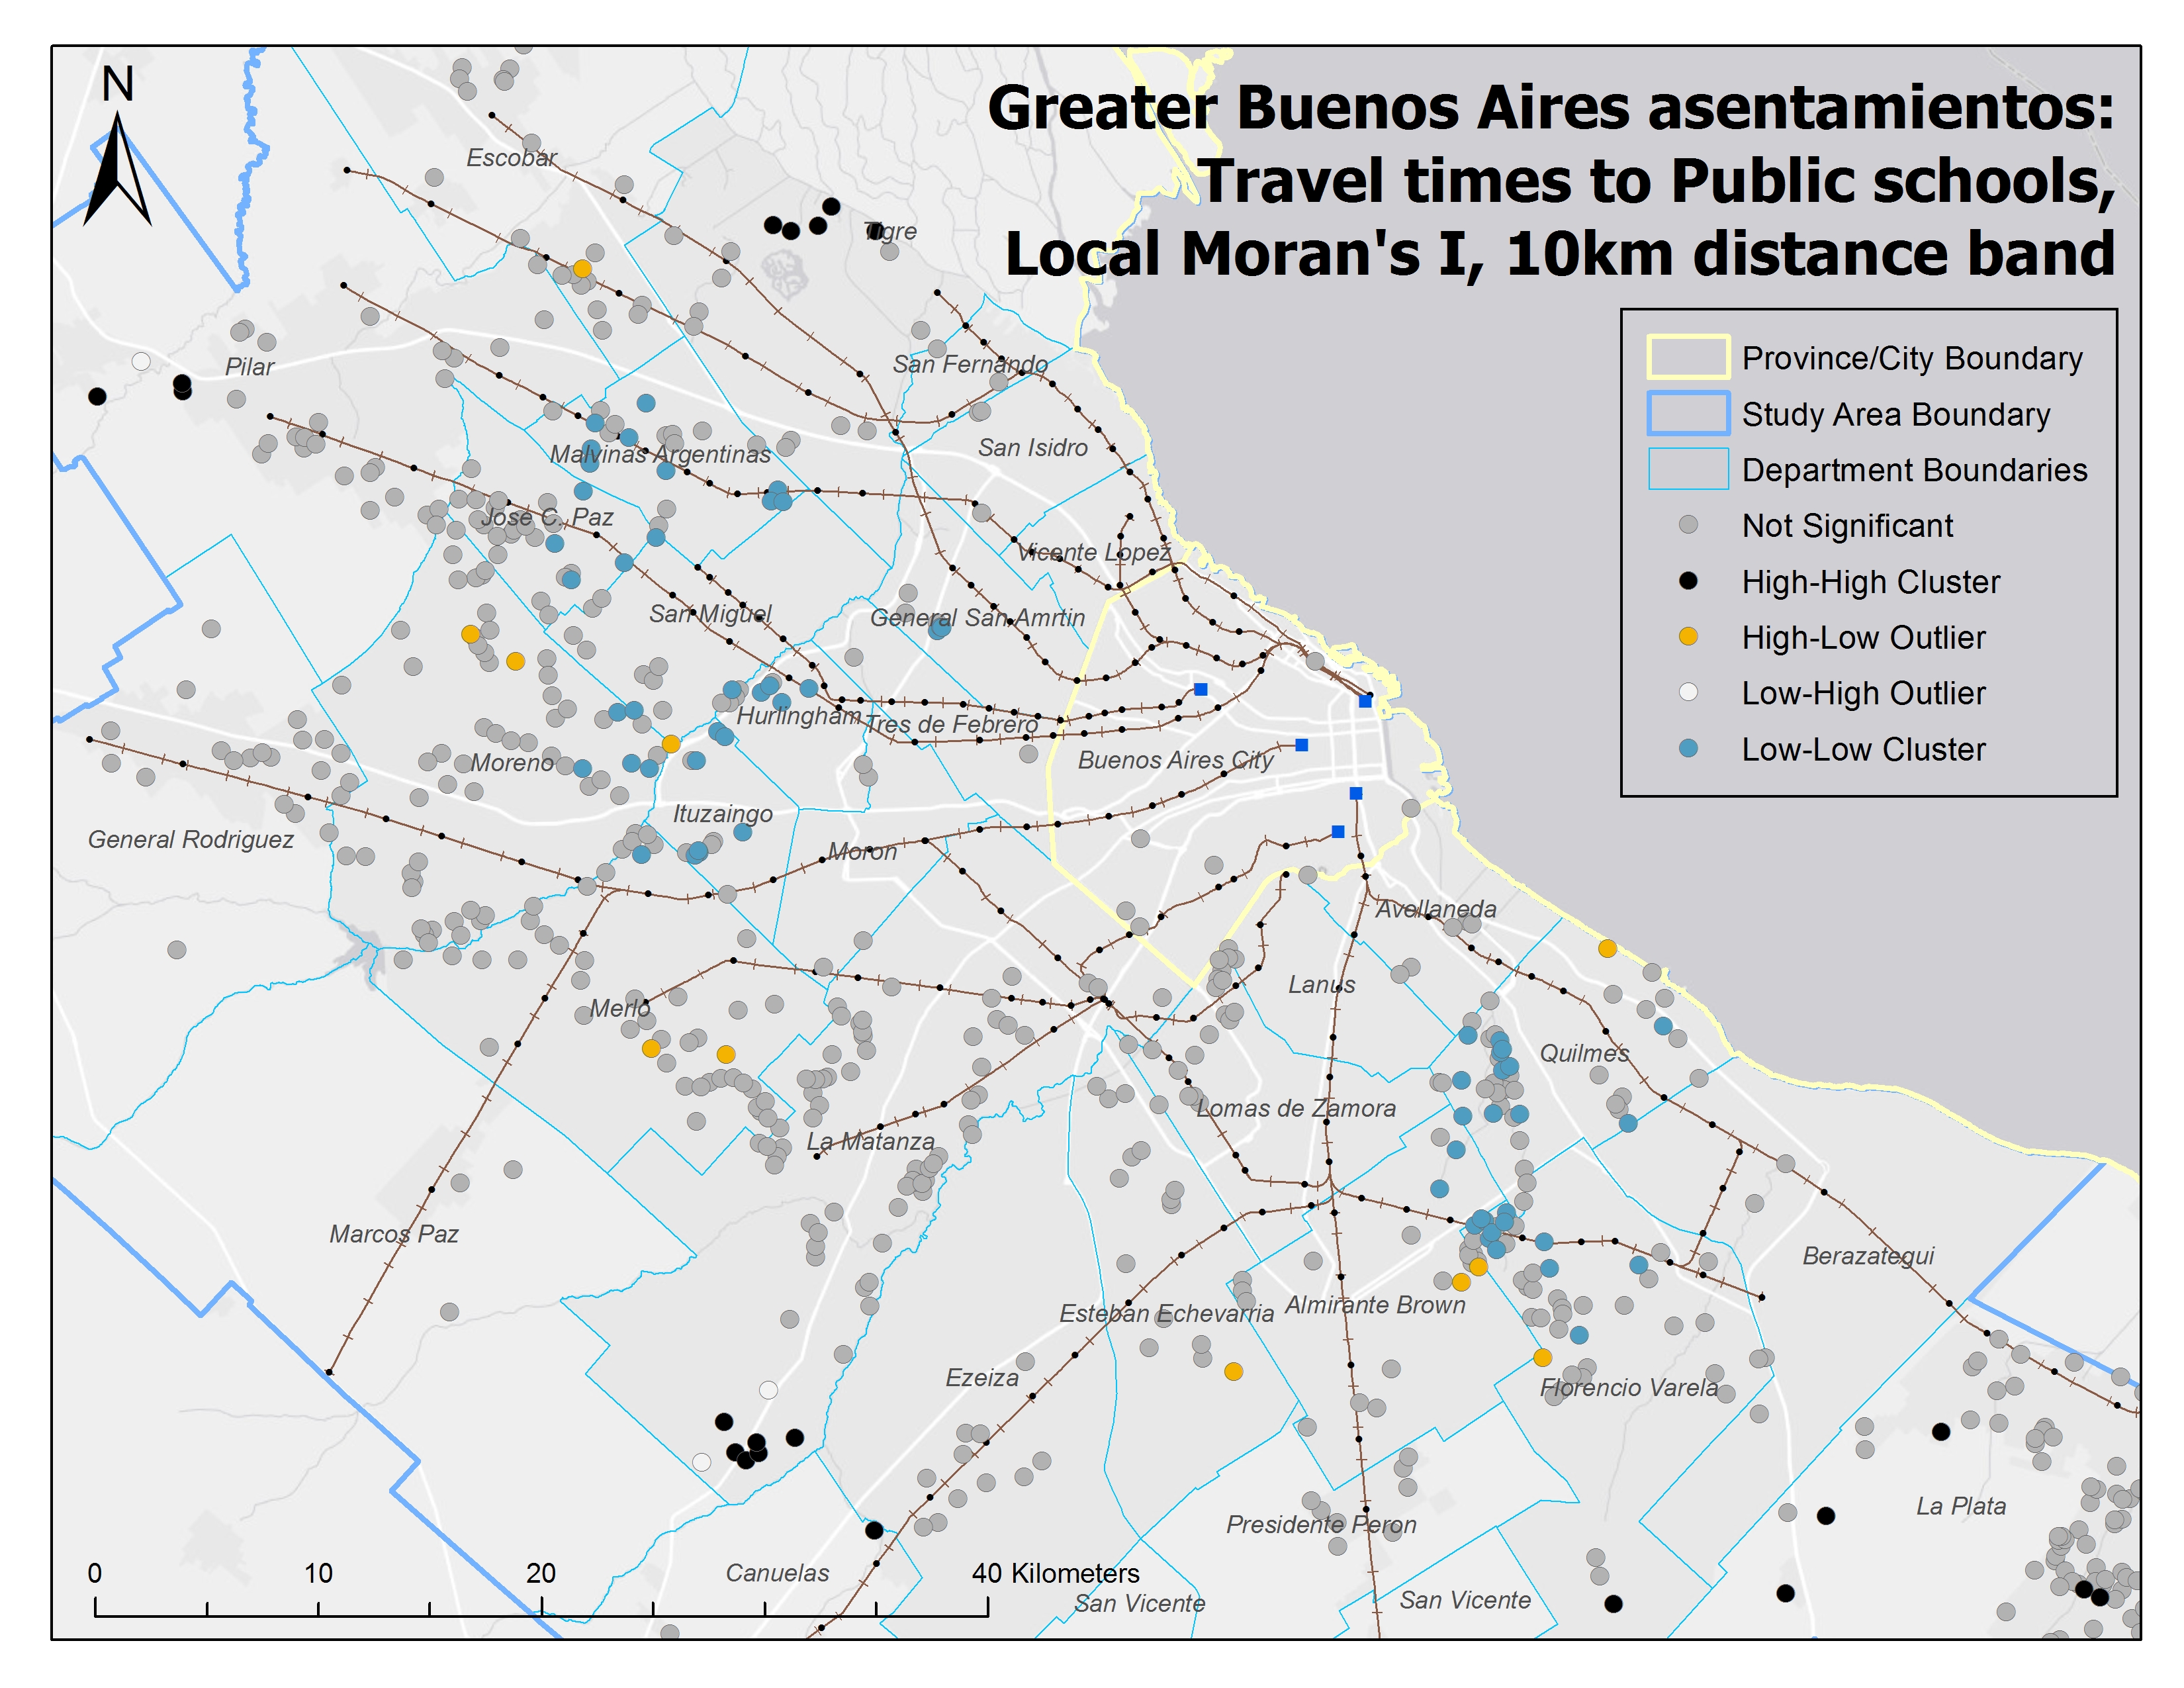 N
Greater Buenos Aires asentamientos:
Travel times to Public schools,
Local Moran's I, 10km distance band
Province/City Boundary
Study Area Boundary
Department Boundaries
Not Significant
High-High Cluster
High-Low Outlier
Low-High Outlier
Low-Low Cluster
Escobar
Tigre
Pilar
San Fernando
San Isidro
Malvinas Argentinas
Jose C. Paz
Vicente Lopez
San Miguel
General San Amrtin
Hurlingham
Tres de Febrero
Moreno
Buenos Aires City
Ituzaingo
General Rodriguez
Moron
Avellaneda
Lanus
Merlo
Quilmes
Lomas de Zamora
La Matanza
Marcos Paz
Berazategui
Esteban Echevarria
Almirante Brown
Ezeiza
Florencio Varela
La Plata
Presidente Peron
Canuelas
San Vicente
San Vicente
0 10 20 40 Kilometers